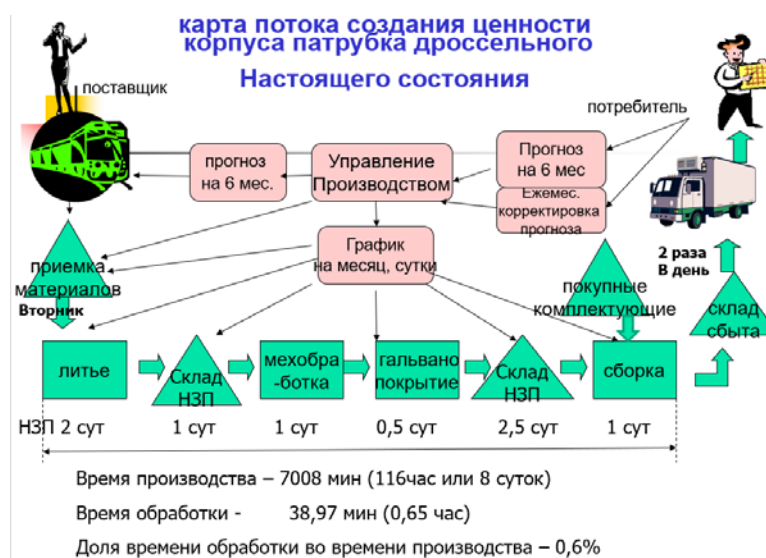 карта потока создания ценности
корпуса патрубка дроссельного
Настоящего состояния
поставщик
потребитель
прогноз
на 6 мес.
Управление
Производством
Прогноз
на 6 мес
Ежемес.
корректировка
прогноза
График
на месяц, сутки
приемка
материалов
Вторник
покупные
комплектующие
2 раза
В день
склад
сбыта
литье
Склад
НЗП
мехобра
-ботка
гальвано
покрытие
Склад
НЗП
сборка
НЗП 2 сут
1 сут
1 сут
0,5 сут
2,5 сут
1 сут
Время производства – 7008 мин (116час или 8 суток)
Время обработки - 38,97 мин (0,65 час)
Доля времени обработки во времени производства – 0,6%